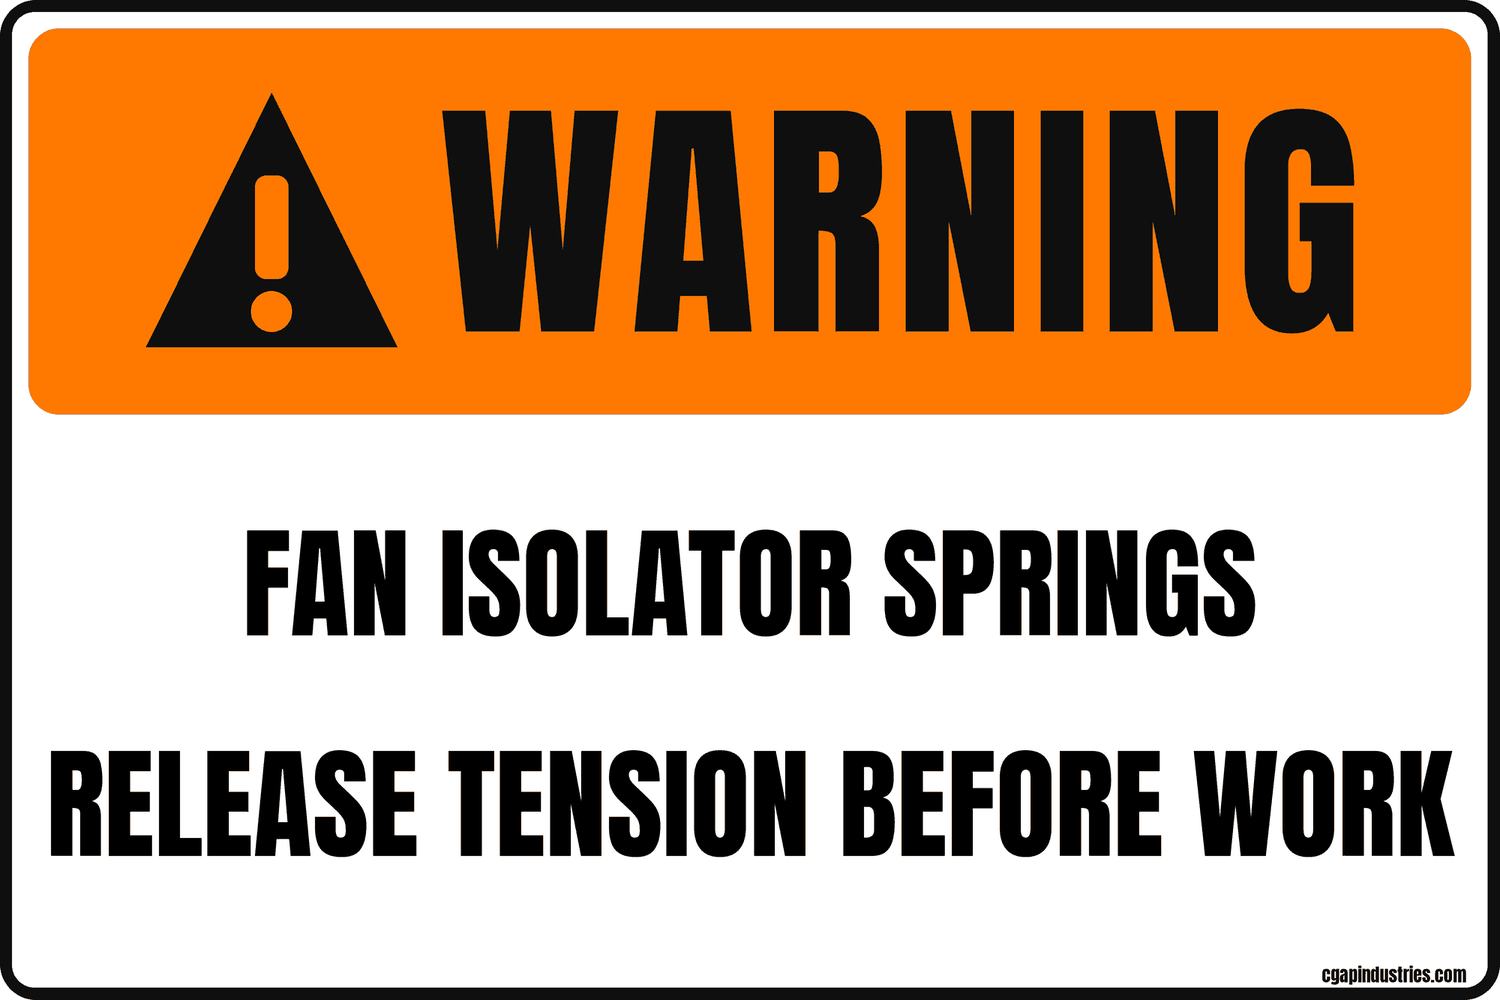 WARNING
FAN ISOLATOR SPRINGS
RELEASE TENSION BEFORE WORK
cgapindustries.com